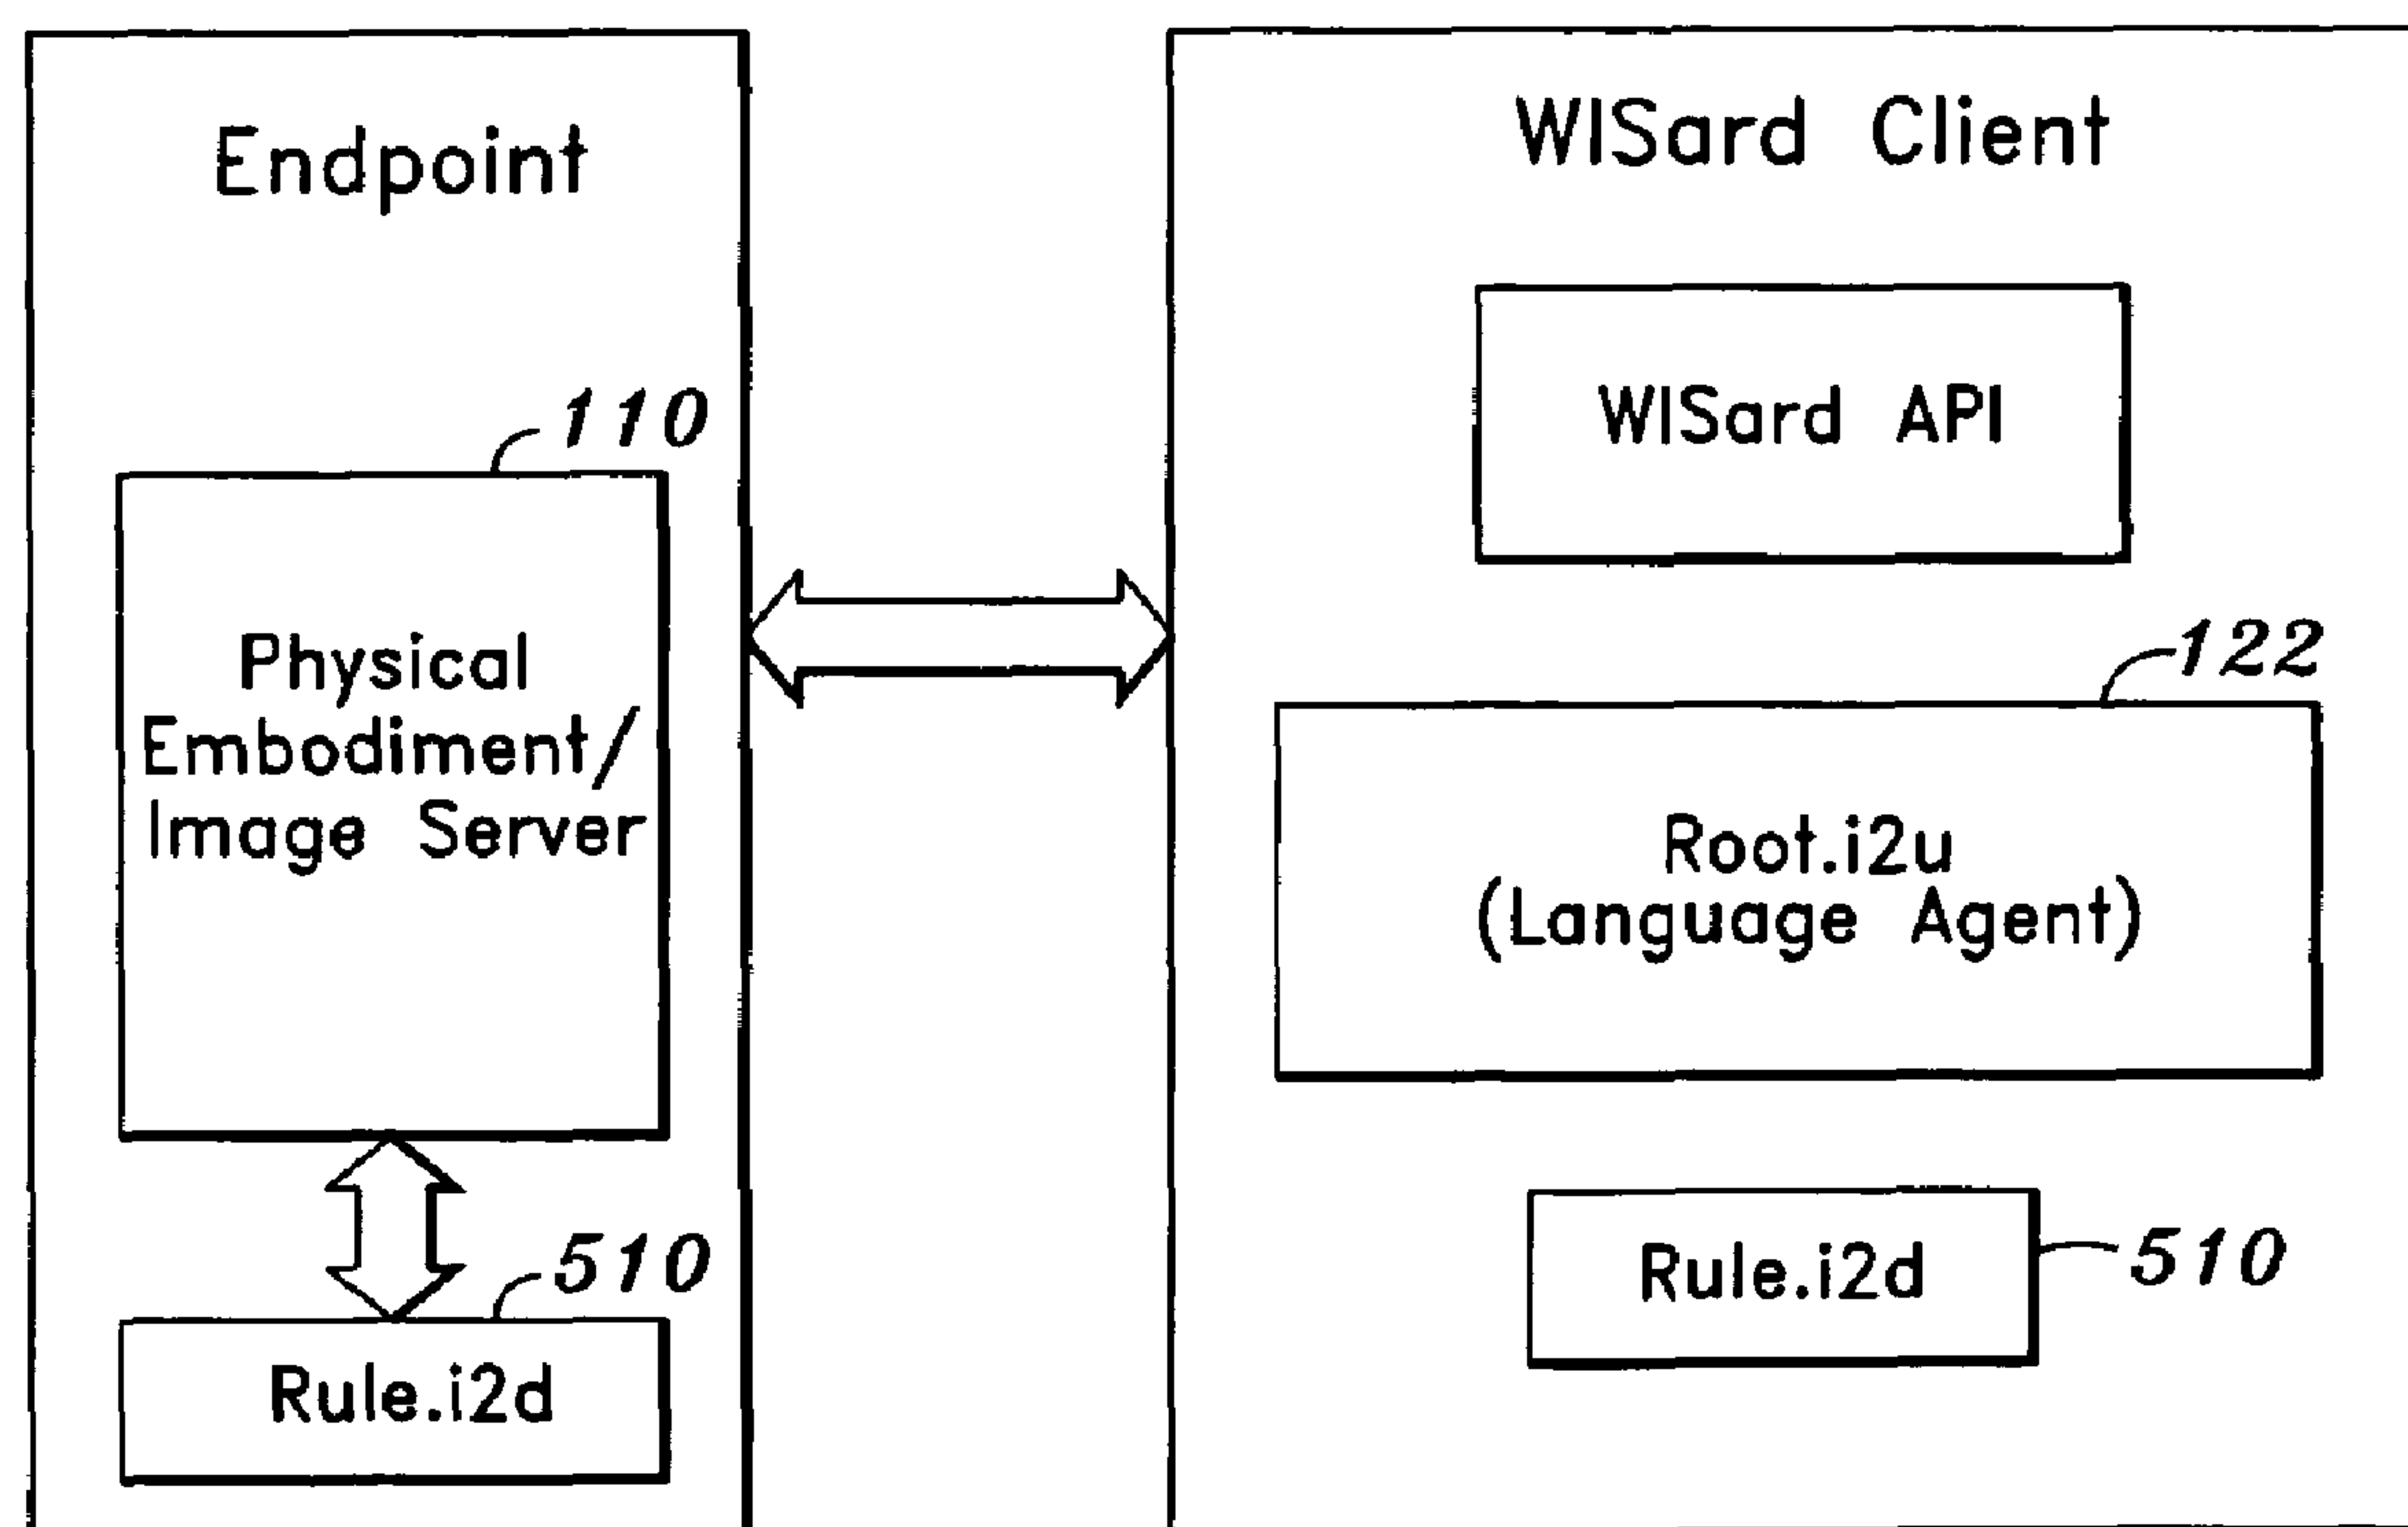 Endpoint
110
Physical
Embodiment/
Image Server
510
Rule.i2d
WISard Client
WISard API
122
Root.i2u
(Language Agent)
Rule.i2d
510